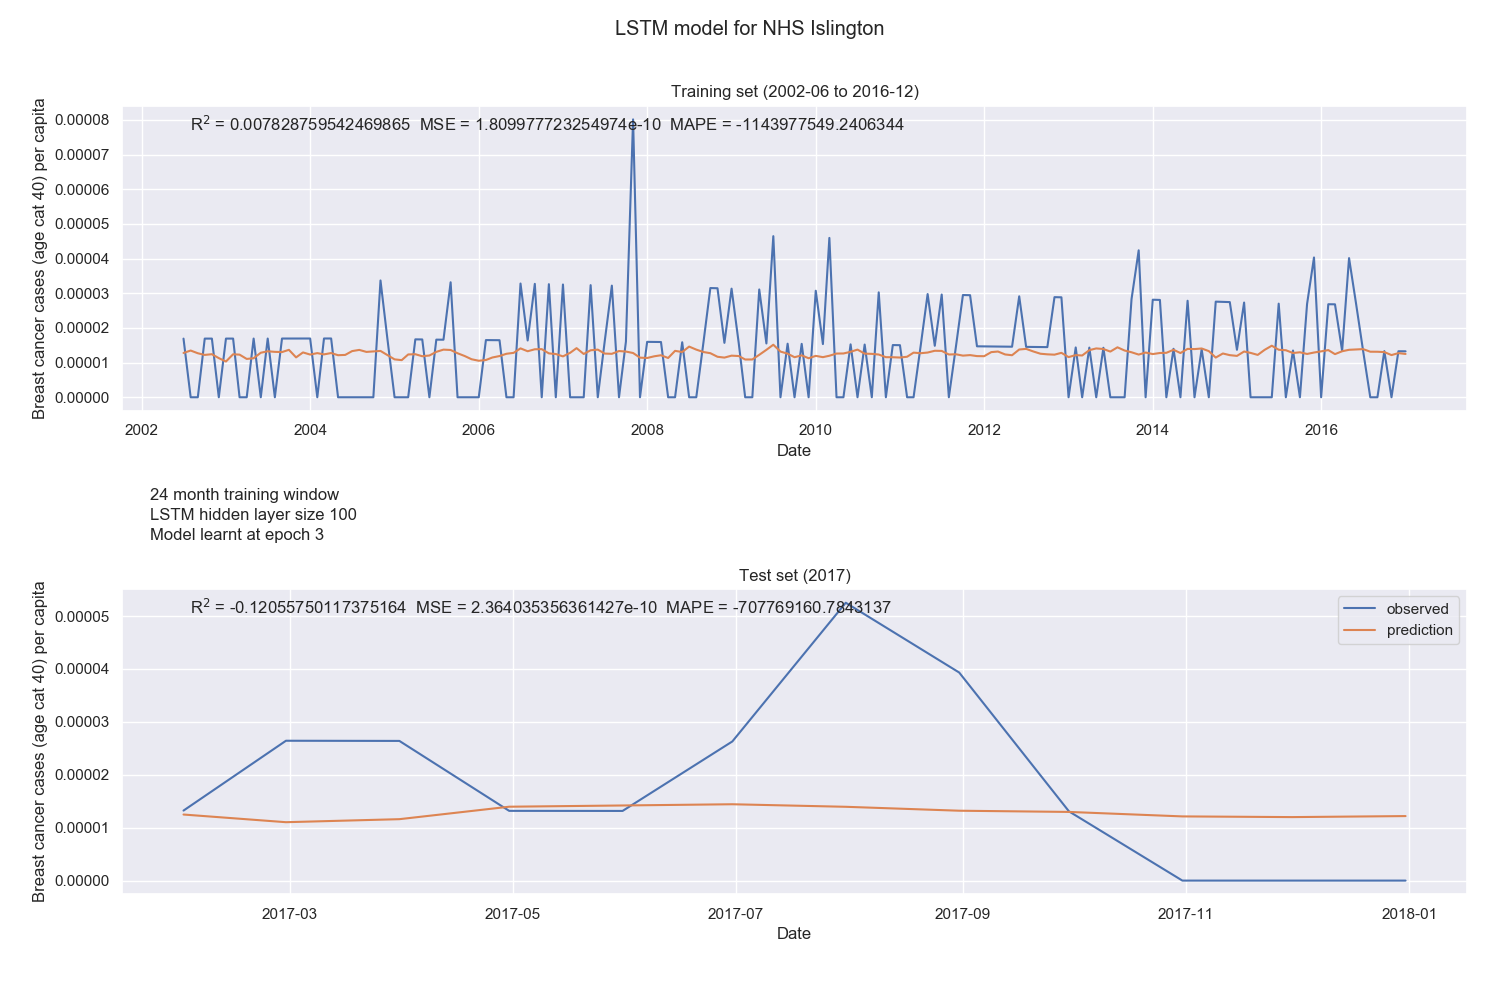 LSTM model for NHS Islington
Training set (2002-06 to 2016-12)
R² = 0.007828759542469865 MSE = 1.809977723254974e-10 MAPE = -1143977549.2406344
Breast cancer cases (age cat 40) per capita
0.00008
0.00007
0.00006
0.00005
0.00004
0.00003
0.00002
0.00001
0.00000
2002 2004 2006 2008 2010 2012 2014 2016
Date
24 month training window
LSTM hidden layer size 100
Model learnt at epoch 3
Test set (2017)
R² = -0.12055750117375164 MSE = 2.364035356361427e-10 MAPE = -707769160.7843137
observed
prediction
Breast cancer cases (age cat 40) per capita
0.00005
0.00004
0.00003
0.00002
0.00001
0.00000
2017-03 2017-05 2017-07 2017-09 2017-11 2018-01
Date